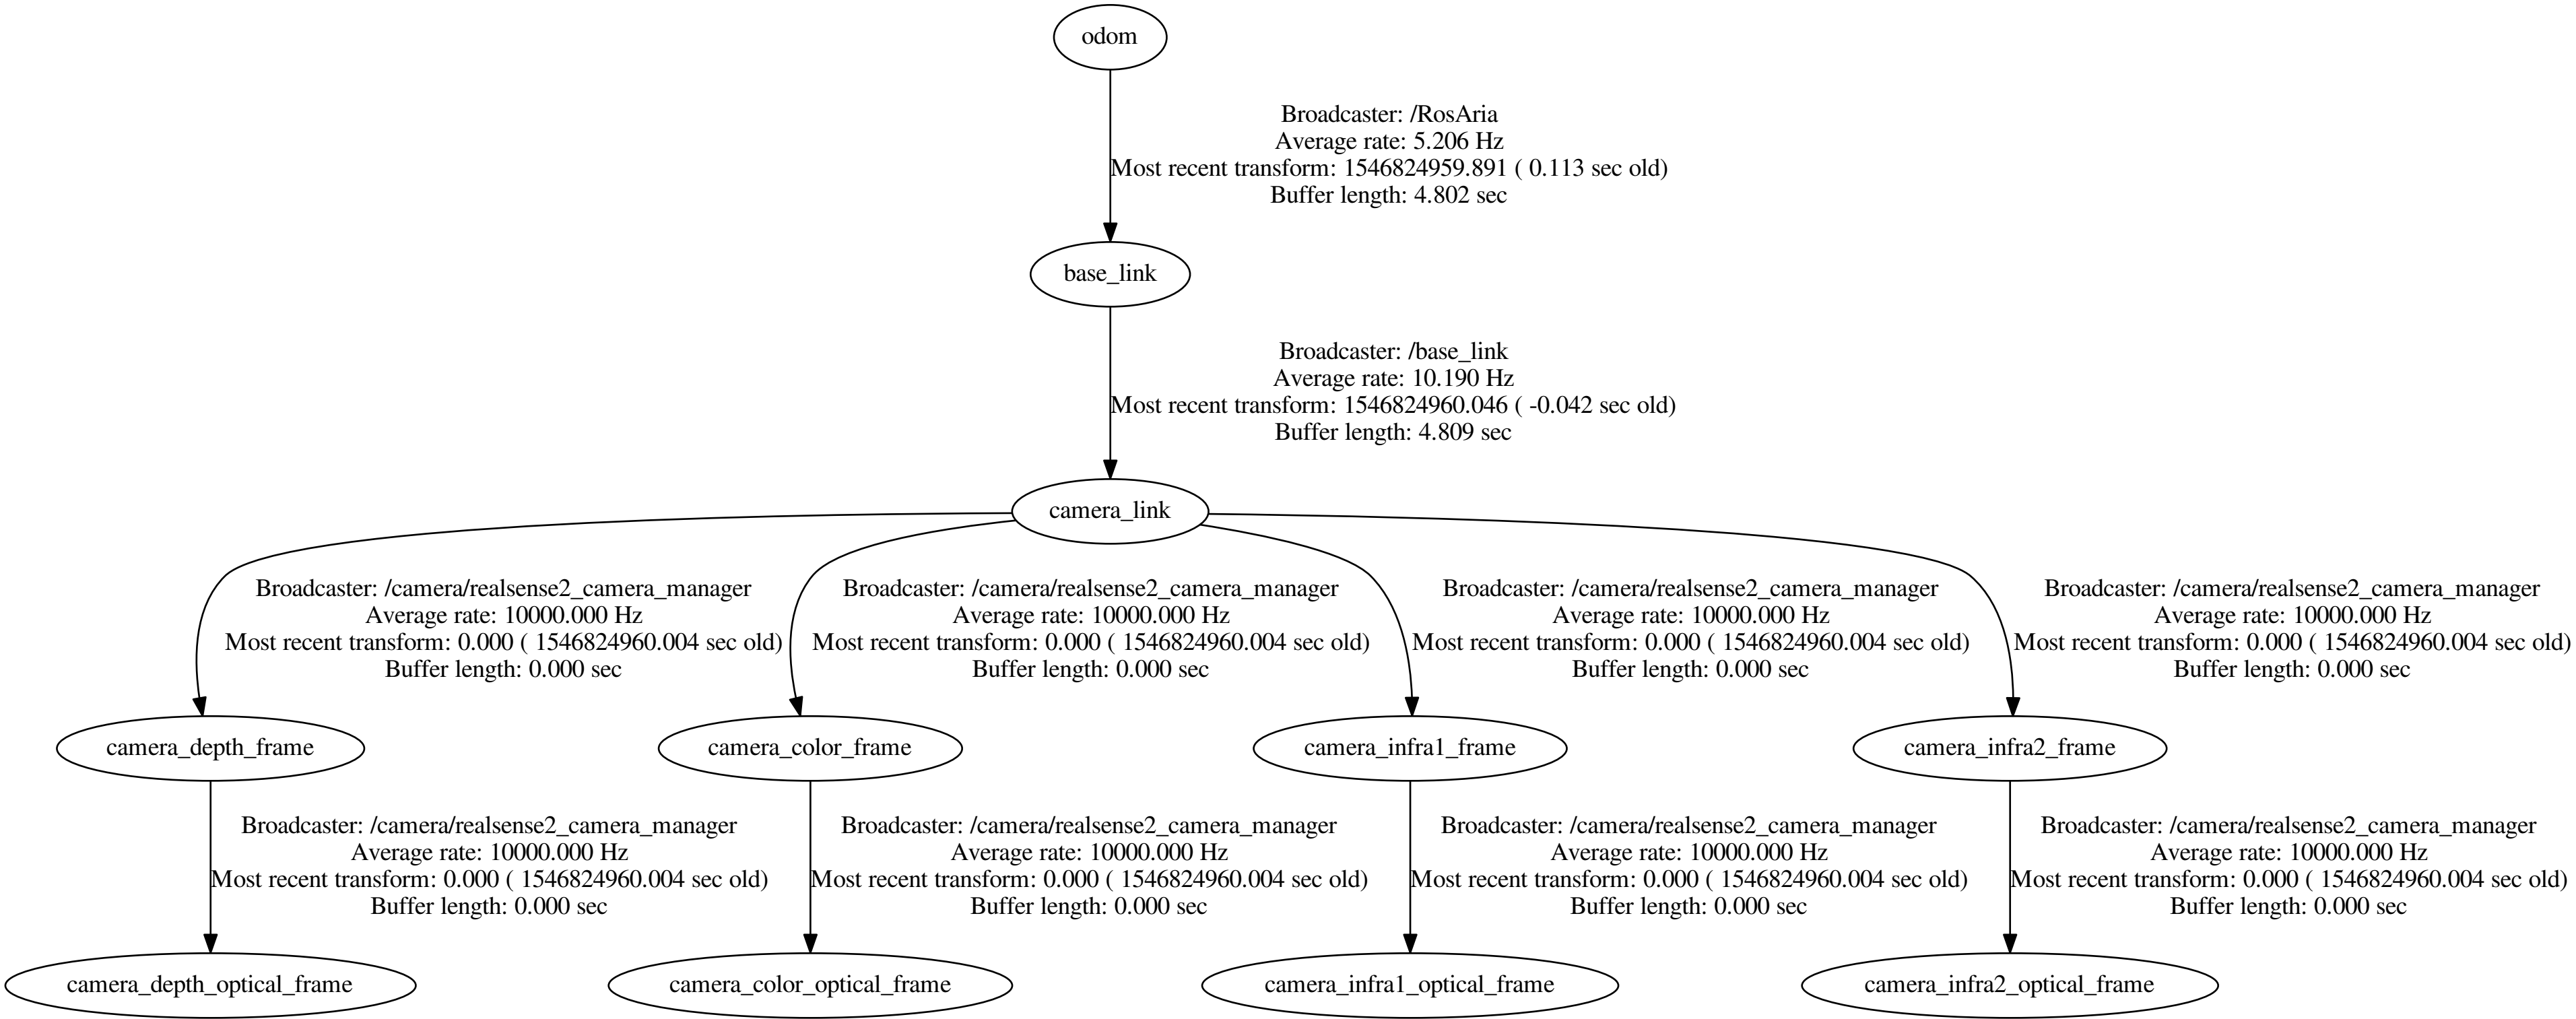 odom
Broadcaster: /RosAria
Average rate: 5.206 Hz
Most recent transform: 1546824959.891 ( 0.113 sec old)
Buffer length: 4.802 sec
base_link
Broadcaster: /base_link
Average rate: 10.190 Hz
Most recent transform: 1546824960.046 ( -0.042 sec old)
Buffer length: 4.809 sec
camera_link
Broadcaster: /camera/realsense2_camera_manager
Average rate: 10000.000 Hz
Most recent transform: 0.000 ( 1546824960.004 sec old)
Buffer length: 0.000 sec
Broadcaster: /camera/realsense2_camera_manager
Average rate: 10000.000 Hz
Most recent transform: 0.000 ( 1546824960.004 sec old)
Buffer length: 0.000 sec
Broadcaster: /camera/realsense2_camera_manager
Average rate: 10000.000 Hz
Most recent transform: 0.000 ( 1546824960.004 sec old)
Buffer length: 0.000 sec
Broadcaster: /camera/realsense2_camera_manager
Average rate: 10000.000 Hz
Most recent transform: 0.000 ( 1546824960.004 sec old)
Buffer length: 0.000 sec
camera_depth_frame
camera_color_frame
camera_infra1_frame
camera_infra2_frame
Broadcaster: /camera/realsense2_camera_manager
Average rate: 10000.000 Hz
Most recent transform: 0.000 ( 1546824960.004 sec old)
Buffer length: 0.000 sec
Broadcaster: /camera/realsense2_camera_manager
Average rate: 10000.000 Hz
Most recent transform: 0.000 ( 1546824960.004 sec old)
Buffer length: 0.000 sec
Broadcaster: /camera/realsense2_camera_manager
Average rate: 10000.000 Hz
Most recent transform: 0.000 ( 1546824960.004 sec old)
Buffer length: 0.000 sec
Broadcaster: /camera/realsense2_camera_manager
Average rate: 10000.000 Hz
Most recent transform: 0.000 ( 1546824960.004 sec old)
Buffer length: 0.000 sec
camera_depth_optical_frame
camera_color_optical_frame
camera_infra1_optical_frame
camera_infra2_optical_frame